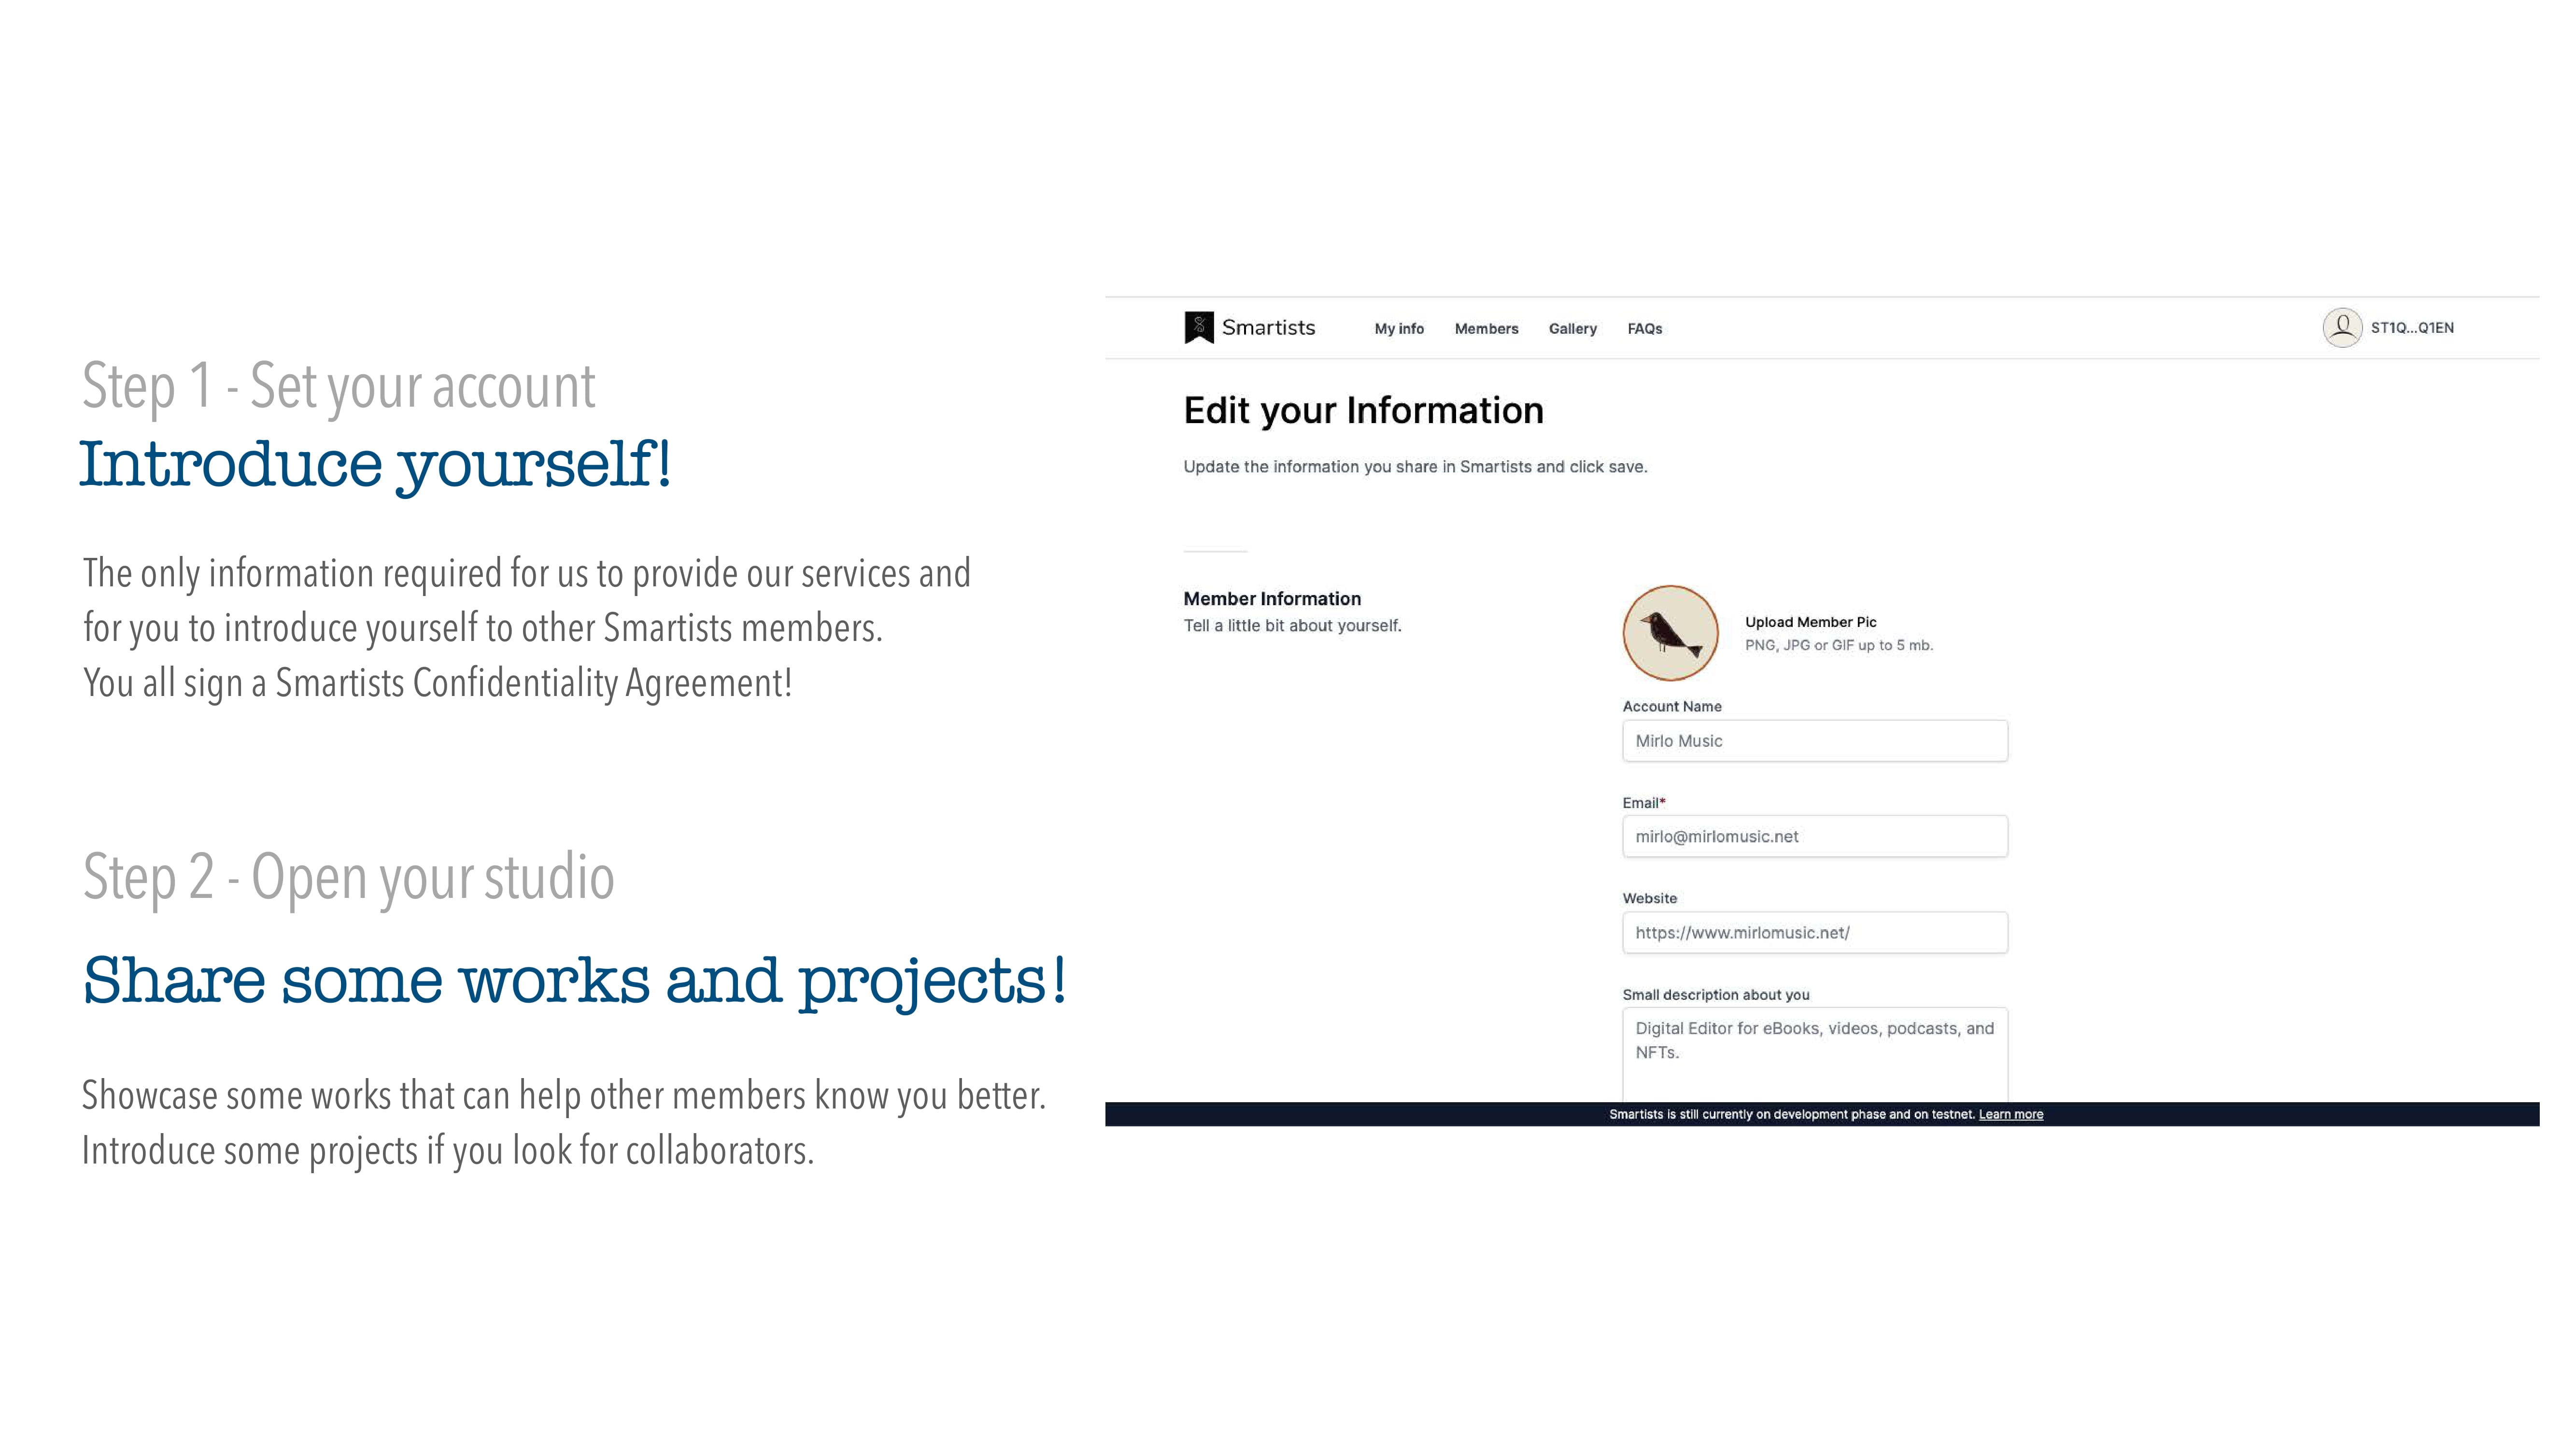 Step 1 - Set your account
Introduce yourself!
The only information required for us to provide our services and
for you to introduce yourself to other Smartists members.
You all sign a Smartists Confidentiality Agreement!
Step 2 - Open your studio
Share some works and projects!
Showcase some works that can help other members know you better.
Introduce some projects if you look for collaborators.
Smartists My info Members Gallery FAQs ST1Q...Q1EN
Edit your Information
Update the information you share in Smartists and click save.
Member Information
Tell a little bit about yourself.
Upload Member Pic
PNG, JPG or GIF up to 5 mb.
Account Name
Mirlo Music
Email*
mirlo@mirlomusic.net
Website
https://www.mirlomusic.net/
Small description about you
Digital Editor for eBooks, videos, podcasts, and
NFTs.
Smartists is still currently on development phase and on testnet. Learn more